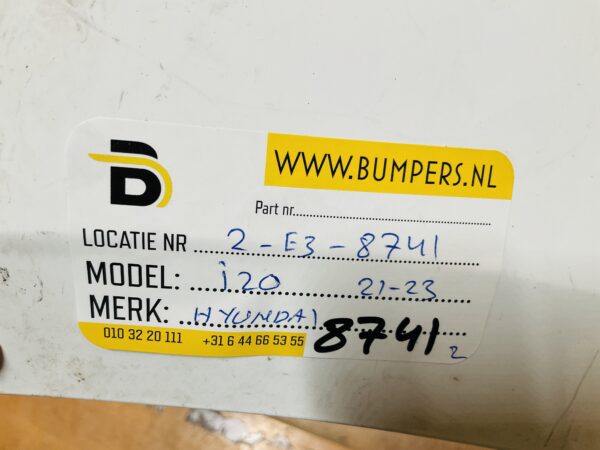 WWW.BUMPERS.NL
Part nr
LOCATIE NR 2-E3-8741
MODEL: i20 21-23
MERK: HYUNDAI
010 32 20 111 +31 6 44 66 53 55 8741 2